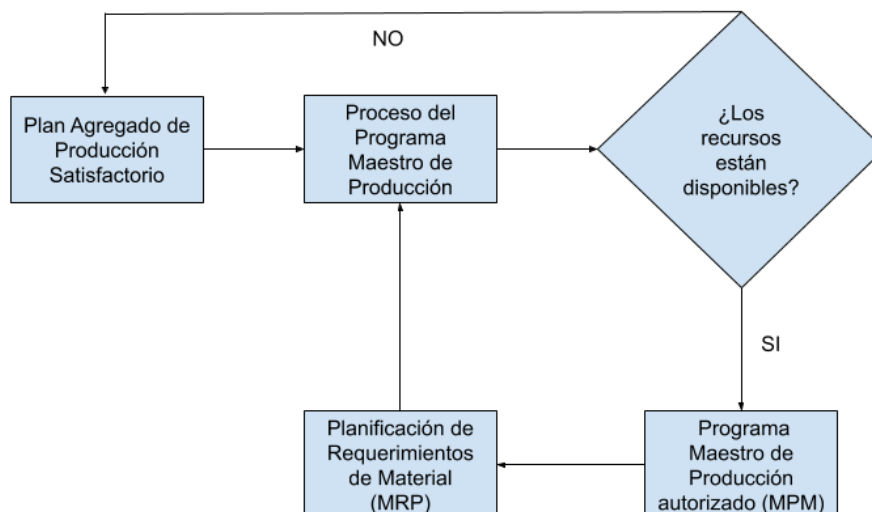 NO
Plan Agregado de
Producción
Satisfactorio
Proceso del
Programa
Maestro de
Producción
¿Los
recursos
están
disponibles?
SI
Planificación de
Requerimientos
de Material
(MRP)
Programa
Maestro de
Producción
autorizado (MPM)